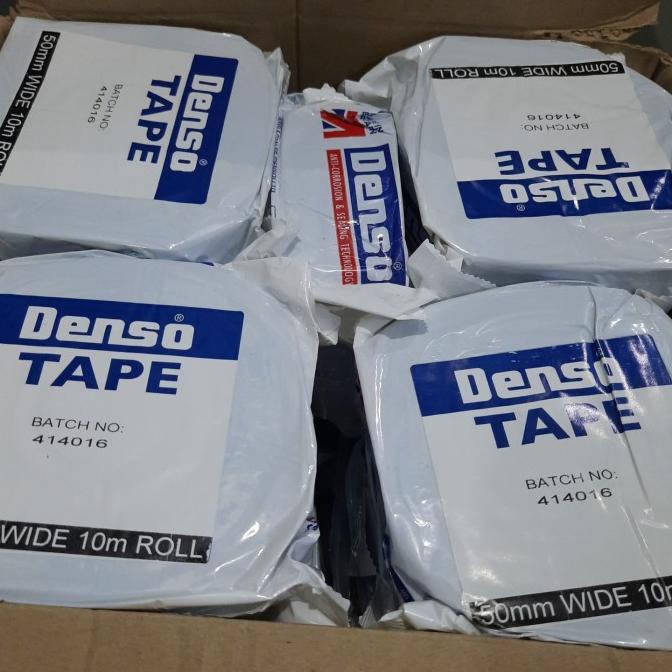 50mm WIDE 10m ROLL
BATCH NO:
414016
Denso®
TAPE
Denso
ANTI-CORROSION & SEALING TECHNOLOGY
50mm WIDE 10m ROLL
BATCH NO:
414016
TAPE
Denso®
Denso®
TAPE
BATCH NO:
414016
WIDE 10m ROLL
Denso
TAPE
BATCH NO:
414016
50mm WIDE 10m